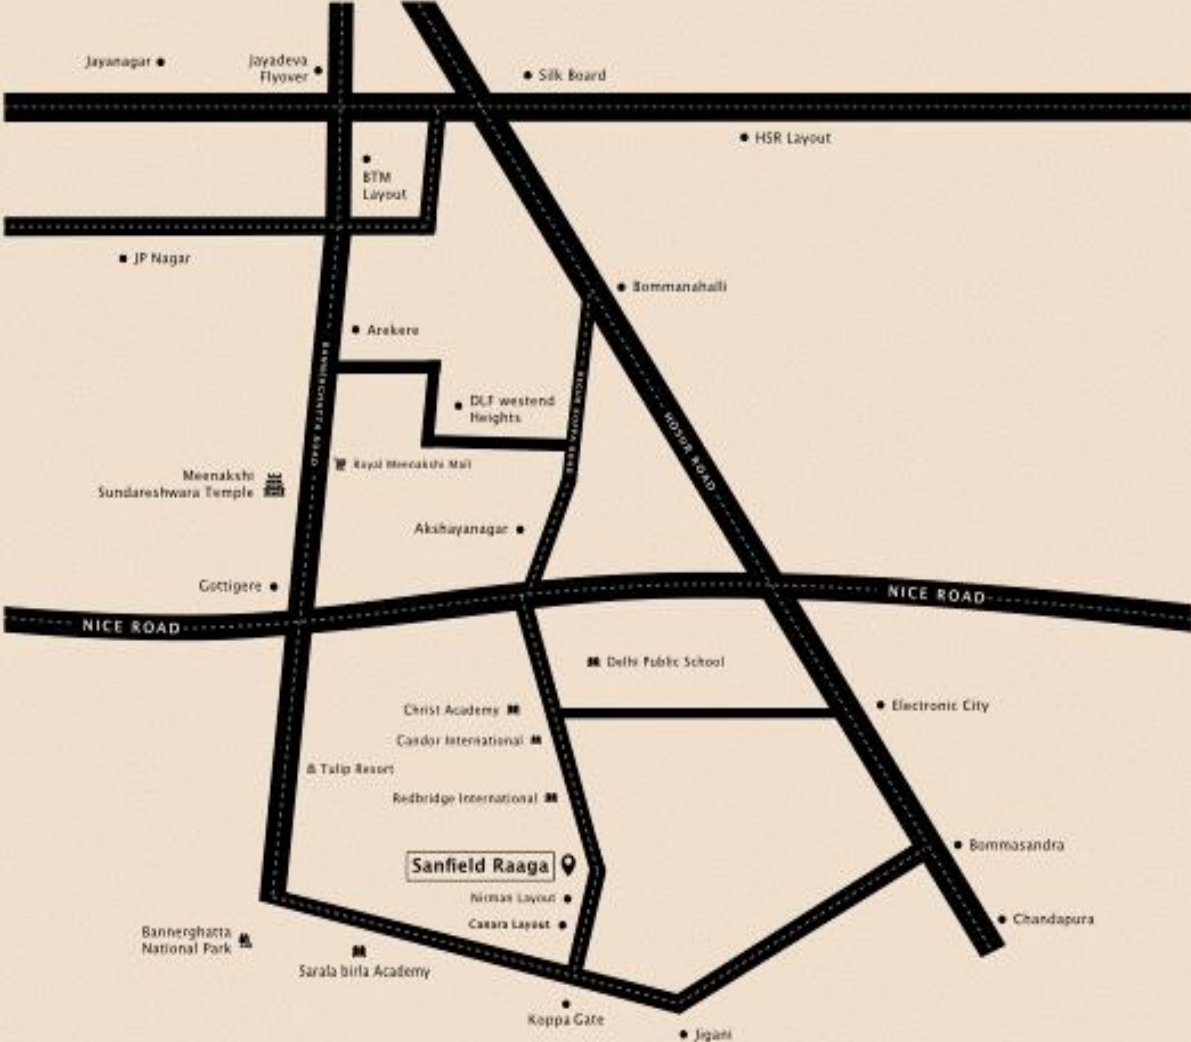 Jayanagar
Jayadeva
Flyover
Silk Board
HSR Layout
BTM
Layout
JP Nagar
Bommanahalli
Arekere
BANNERGHATTA ROAD
DLF westend
Heights
BEGUR KOPPA ROAD
HOSUR ROAD
Royal Meenakshi Mall
Meenakshi
Sundareshwara Temple
Akshayanagar
Gottigere
NICE ROAD
NICE ROAD
Delhi Public School
Christ Academy
Electronic City
Candor International
Tulip Resort
Redbridge International
Sanfield Raaga
Bommasandra
Nirman Layout
Canara Layout
Chandapura
Bannerghatta
National Park
Sarala birla Academy
Koppa Gate
Jigani